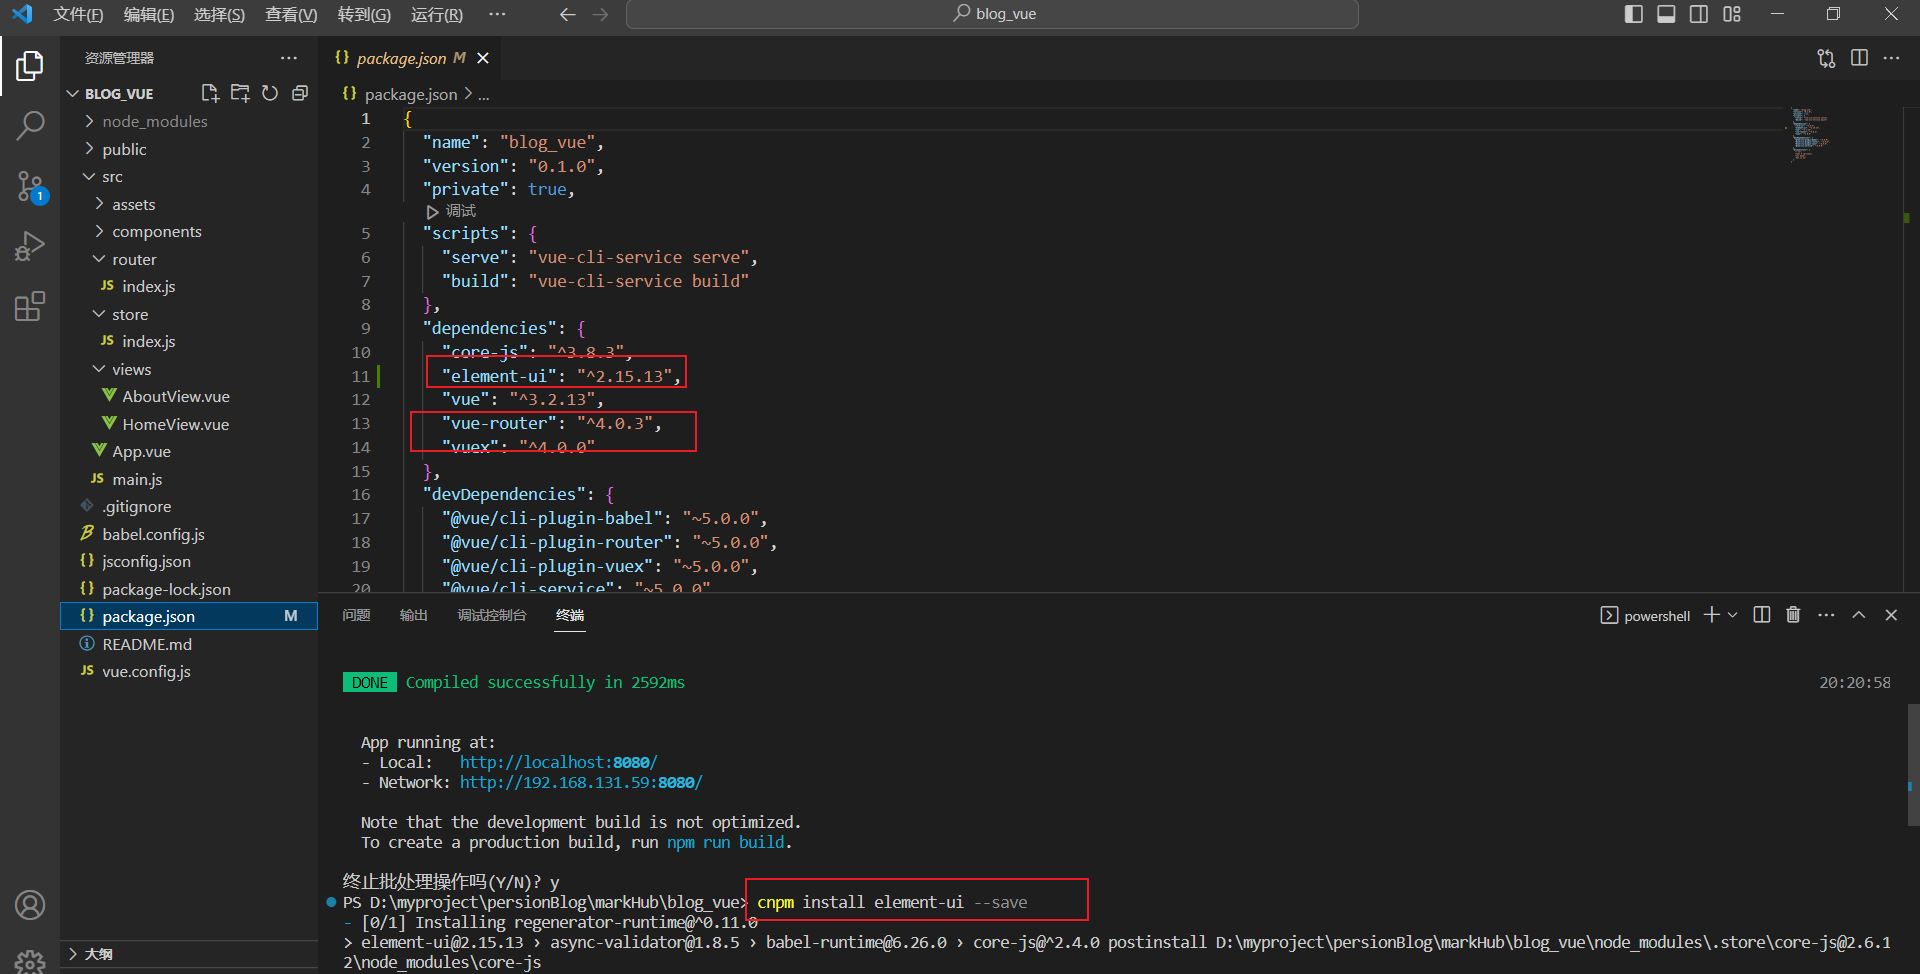 文件(F) 编辑(E) 选择(S) 查看(V) 转到(G) 运行(R) ··· blog_vue
资源管理器
BLOG_VUE
node_modules
public
src
assets
components
router
JS index.js
store
JS index.js
views
AboutView.vue
HomeView.vue
App.vue
JS main.js
.gitignore
babel.config.js
{} jsconfig.json
{} package-lock.json
{} package.json M
README.md
JS vue.config.js
大纲
1
{} package.json M
{} package.json > ...
1 {
2 "name": "blog_vue",
3 "version": "0.1.0",
4 "private": true,
调试
5 "scripts": {
6 "serve": "vue-cli-service serve",
7 "build": "vue-cli-service build"
8 },
9 "dependencies": {
10 "core-js": "^3.8.3",
11 "element-ui": "^2.15.13",
12 "vue": "^3.2.13",
13 "vue-router": "^4.0.3",
14 "vuex": "^4.0.0"
15 },
16 "devDependencies": {
17 "@vue/cli-plugin-babel": "~5.0.0",
18 "@vue/cli-plugin-router": "~5.0.0",
19 "@vue/cli-plugin-vuex": "~5.0.0",
20 "@vue/cli-service": "~5.0.0"
问题 输出 调试控制台 终端 powershell
DONE Compiled successfully in 2592ms 20:20:58
App running at:
- Local: http://localhost:8080/
- Network: http://192.168.131.59:8080/
Note that the development build is not optimized.
To create a production build, run npm run build.
终止批处理操作吗(Y/N)? y
PS D:\myproject\persionBlog\markHub\blog_vue> cnpm install element-ui --save
- [0/1] Installing regenerator-runtime@^0.11.0
> element-ui@2.15.13 › async-validator@1.8.5 › babel-runtime@6.26.0 › core-js@^2.4.0 postinstall D:\myproject\persionBlog\markHub\blog_vue\node_modules\.store\core-js@2.6.1
2\node_modules\core-js